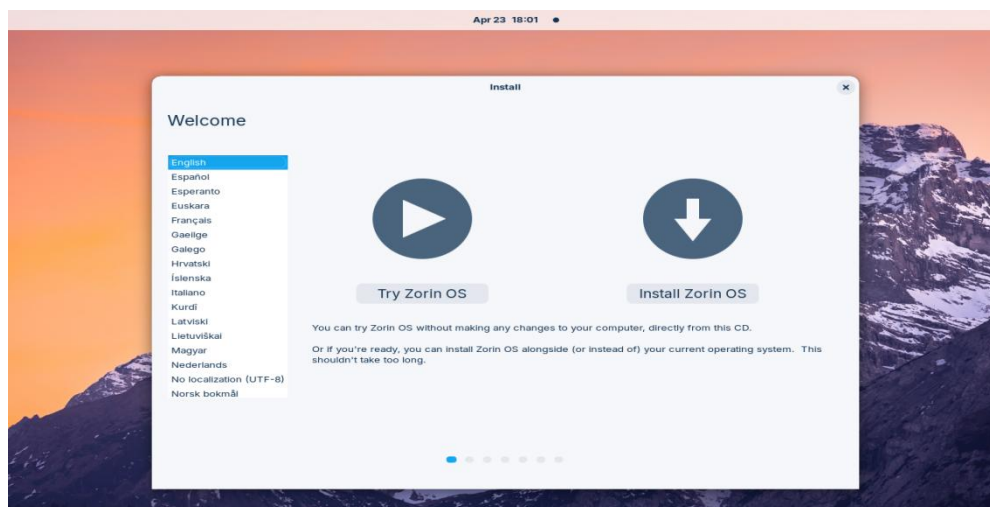 Apr 23 18:01
Install
Welcome
English
Español
Esperanto
Euskara
Français
Gaeilge
Galego
Hrvatski
Íslenska
Italiano
Kurdî
Latviski
Lietuviškai
Magyar
Nederlands
No localization (UTF-8)
Norsk bokmål
Try Zorin OS
Install Zorin OS
You can try Zorin OS without making any changes to your computer, directly from this CD.
Or if you're ready, you can install Zorin OS alongside (or instead of) your current operating system. This
shouldn't take too long.